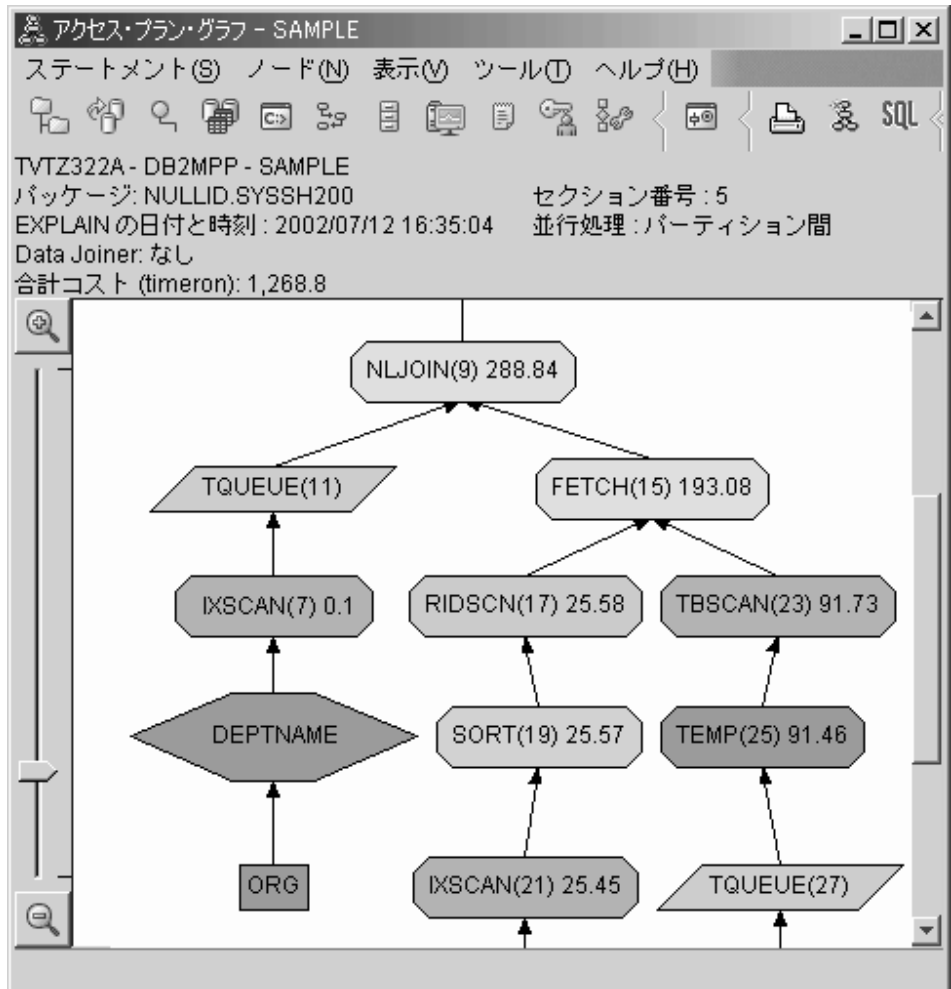 アクセス・プラン・グラフ - SAMPLE
ステートメント(S) ノード(N) 表示(V) ツール(T) ヘルプ(H)
C:> SQL
TVTZ322A - DB2MPP - SAMPLE
パッケージ: NULLID.SYSSH200 セクション番号 : 5
EXPLAIN の日付と時刻 : 2002/07/12 16:35:04 並行処理 : パーティション間
Data Joiner: なし
合計コスト (timeron): 1,268.8
NLJOIN(9) 288.84
TQUEUE(11) FETCH(15) 193.08
IXSCAN(7) 0.1 RIDSCN(17) 25.58 TBSCAN(23) 91.73
DEPTNAME SORT(19) 25.57 TEMP(25) 91.46
ORG IXSCAN(21) 25.45 TQUEUE(27)